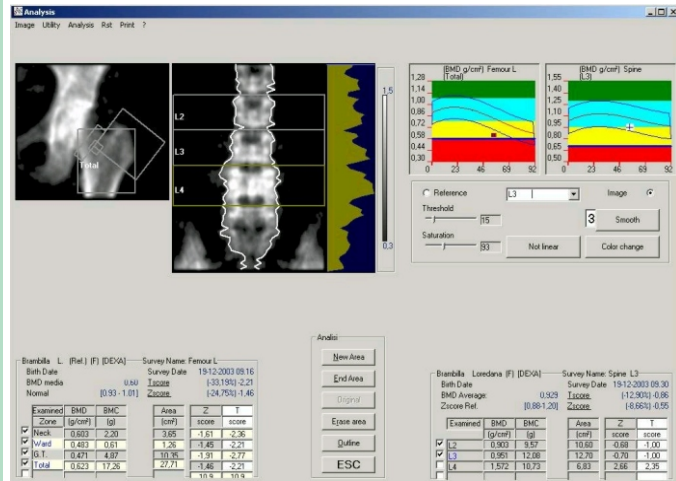 Analysis
Image Utility Analysis Rst Print ?
L2
L3
L4
Total
1,5
0,3
(BMD g/cm²) Femour L
(Total)
1,28
1,14
1,00
0,86
0,72
0,58
0,44
0,30
0 23 46 69 92
(BMD g/cm²) Spine
(L3)
1,55
1,40
1,25
1,10
0,95
0,80
0,65
0,50
0 23 46 69 92
Reference L3 Image
Threshold
15
3 Smooth
Saturation
93 Not linear Color change
Analisi
New Area
End Area
Original
Erase area
Outline
ESC
Brambilla L. (Ref.) (F) [DEXA] Survey Name: Femour L
Birth Date Survey Date 19-12-2003 09.16
BMD media 0,60 Tscore (-33,19%) -2,21
Normal [0.93 - 1.01] Zscore (-24,75%) -1,46
Examined BMD BMC Area Z T
Zone (g/cm²) (g) (cm²) score score
Neck 0,603 2,20 3,65 -1,61 -2,36
Ward 0,483 0,61 1,26 -1,45 -2,21
G.T. 0,471 4,87 10,35 -1,91 -2,77
Total 0,623 17,26 27,71 -1,46 -2,21
10,9 10,9
Brambilla Loredana (F) [DEXA] Survey Name: Spine L3
Birth Date Survey Date 19-12-2003 09.30
BMD Average: 0,929 Tscore (-12,90%) -0,86
Zscore Ref. [0,88-1,20] Zscore (-8,66%) -0,55
Examined BMD BMC Area Z T
(g/cm²) (g) (cm²) score score
L2 0,903 9,57 10,60 -0,68 -1,00
L3 0,951 12,08 12,70 -0,70 -1,00
L4 1,572 10,73 6,83 2,66 2,35